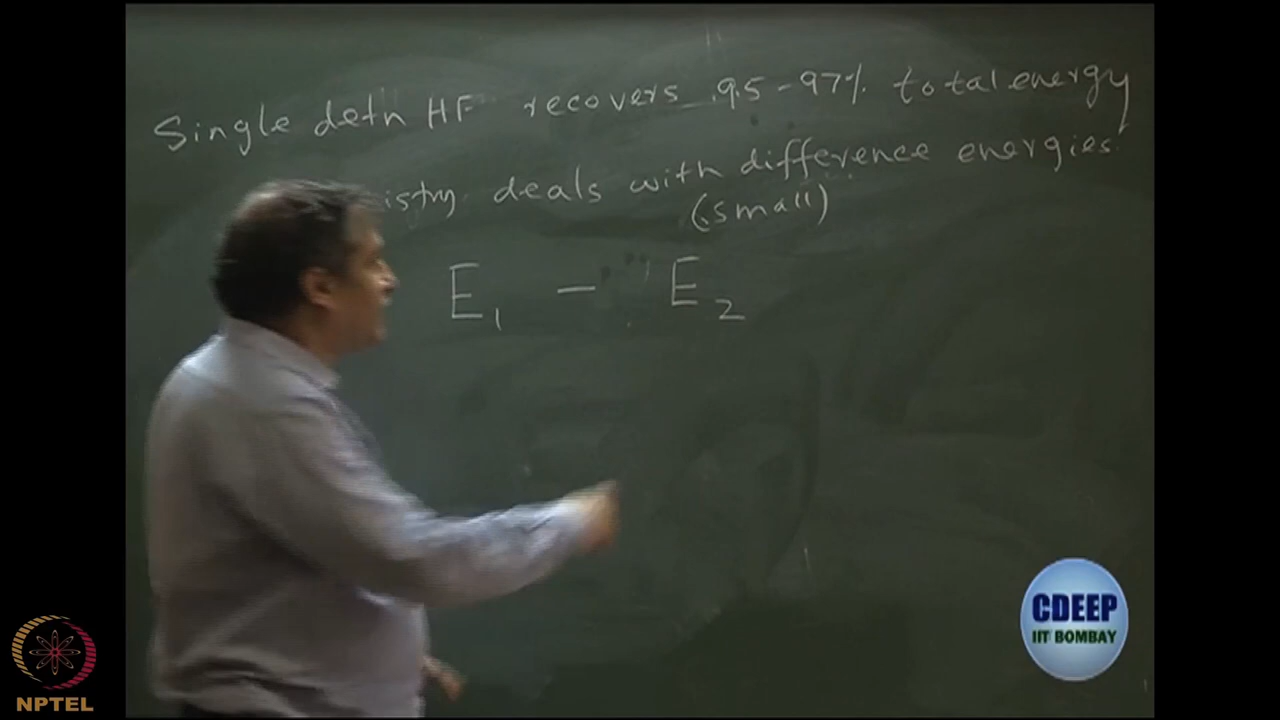 Single detn HF recovers 95-97% total energy
istry deals with difference energies
(small)
E₁ - E₂
CDEEP
IIT BOMBAY
NPTEL